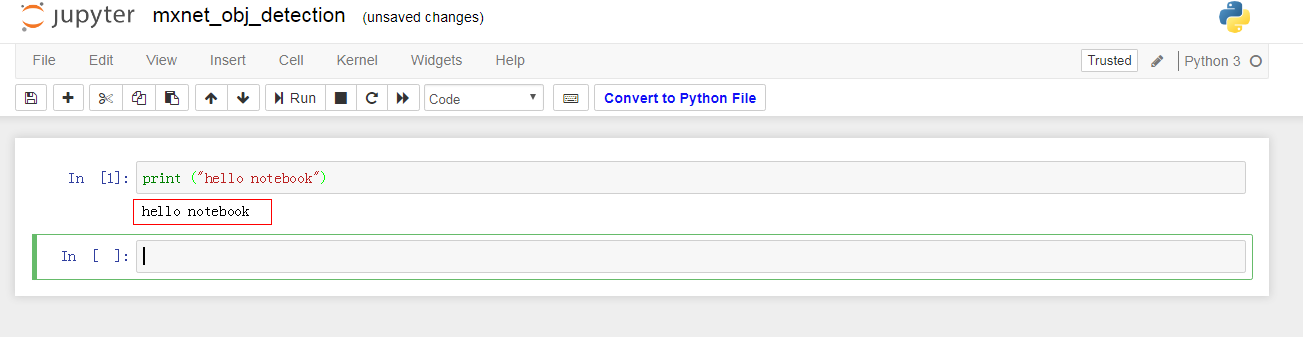 jupyter mxnet_obj_detection (unsaved changes)
File Edit View Insert Cell Kernel Widgets Help Trusted Python 3
Run Code Convert to Python File
In [1]: print ("hello notebook")
hello notebook
In [ ]: